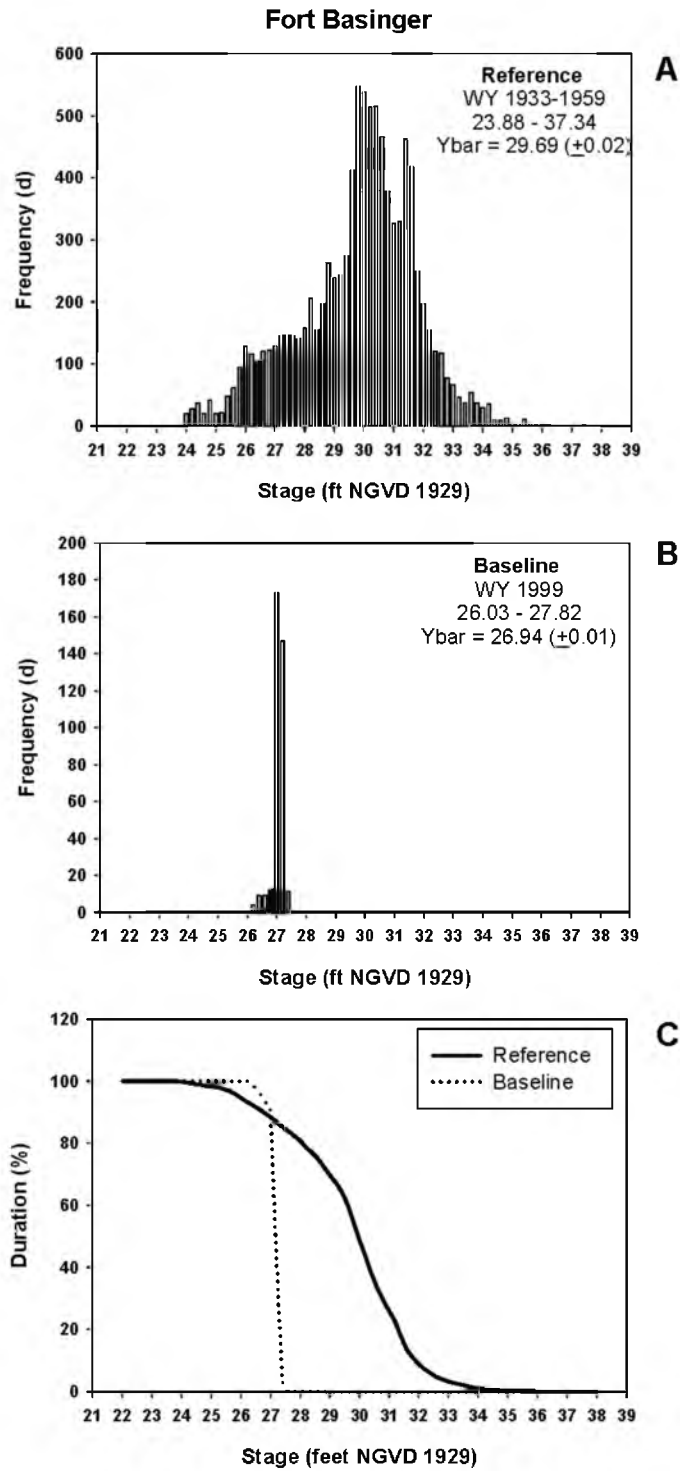 Fort Basinger
A
Reference
WY 1933-1959
23.88 - 37.34
Ybar = 29.69 (±0.02)
Frequency (d)
600
500
400
300
200
100
0
21 22 23 24 25 26 27 28 29 30 31 32 33 34 35 36 37 38 39
Stage (ft NGVD 1929)
B
Baseline
WY 1999
26.03 - 27.82
Ybar = 26.94 (±0.01)
Frequency (d)
200
180
160
140
120
100
80
60
40
20
0
21 22 23 24 25 26 27 28 29 30 31 32 33 34 35 36 37 38 39
Stage (ft NGVD 1929)
C
Reference
Baseline
Duration (%)
120
100
80
60
40
20
0
21 22 23 24 25 26 27 28 29 30 31 32 33 34 35 36 37 38 39
Stage (feet NGVD 1929)